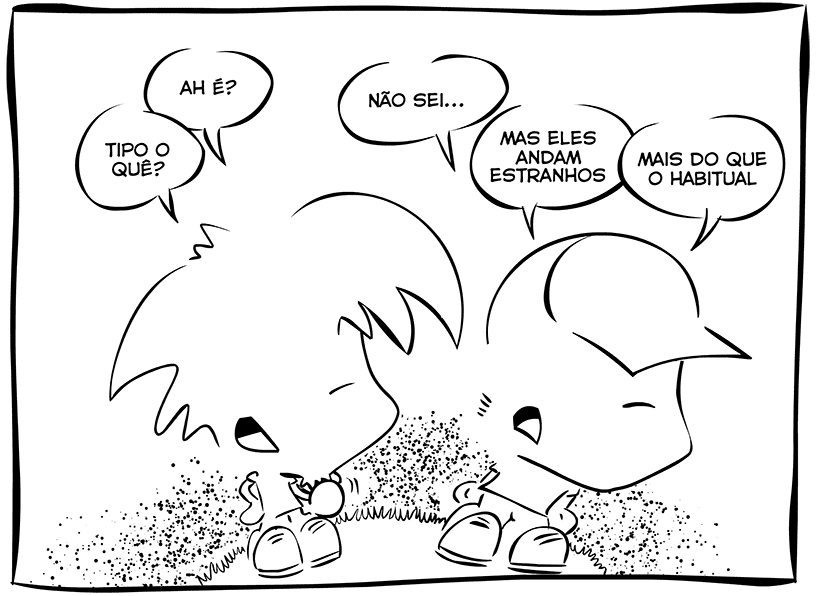 AH É?
TIPO O
QUÊ?
NÃO SEI...
MAS ELES
ANDAM
ESTRANHOS
MAIS DO QUE
O HABITUAL